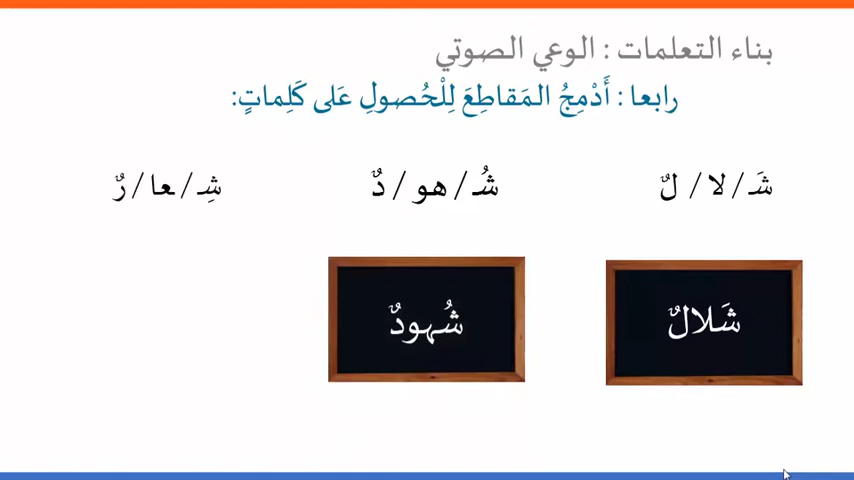 بناء التعلمات : الوعي الصوتي
رابعا : أَدْمِجُ المَقاطِعَ لِلْحُصولِ عَلى كَلِماتٍ:
شَـ/لا/ لٌ شُـ/هو/دٌ شِـ/عا/رٌ
شَلالٌ شُهودٌ